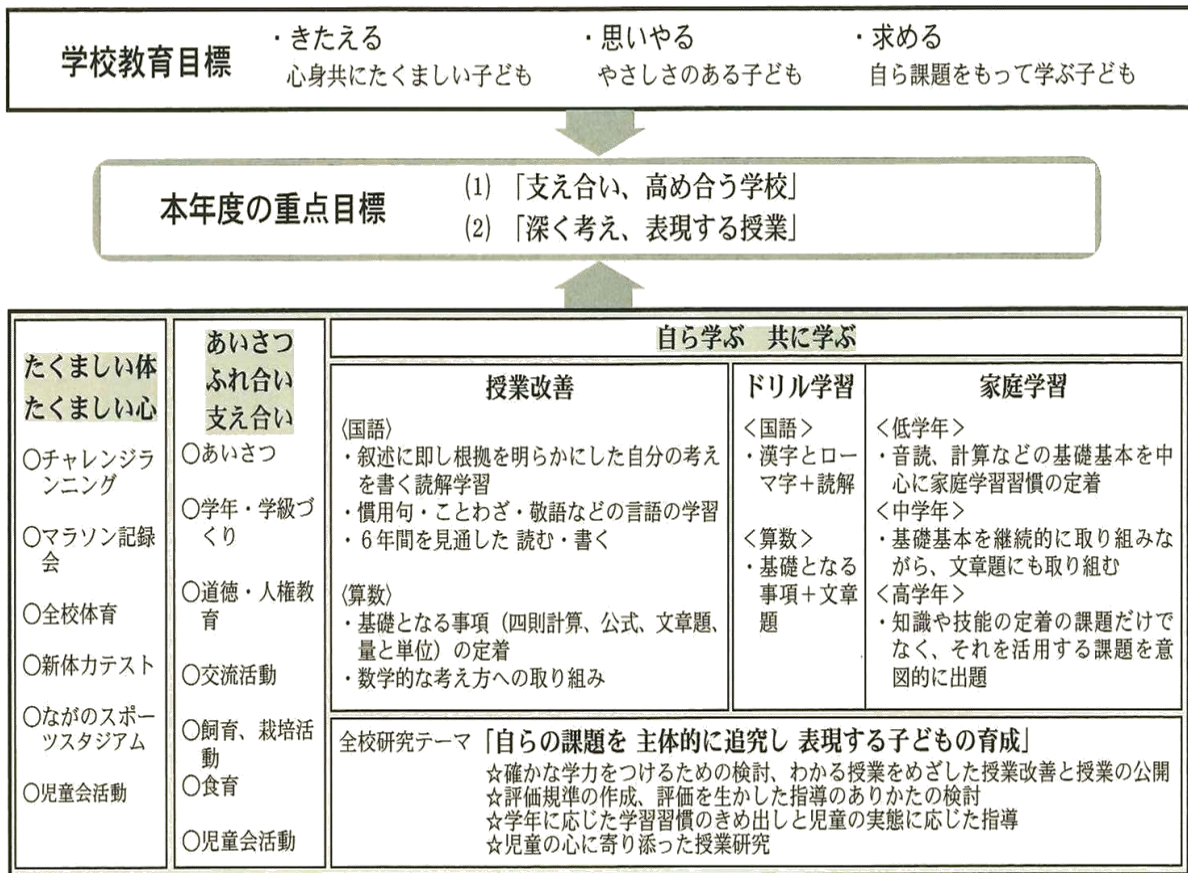 学校教育目標
・きたえる
心身共にたくましい子ども
・思いやる
やさしさのある子ども
・求める
自ら課題をもって学ぶ子ども
本年度の重点目標
(1) 「支え合い、高め合う学校」
(2) 「深く考え、表現する授業」
たくましい体
たくましい心
○チャレンジラ
ンニング
○マラソン記録
会
○全校体育
○新体力テスト
○ながのスポー
ツスタジアム
○児童会活動
あいさつ
ふれ合い
支え合い
○あいさつ
○学年・学級づ
くり
○道徳・人権教
育
○交流活動
○飼育、栽培活
動
○食育
○児童会活動
自ら学ぶ 共に学ぶ
授業改善
〈国語〉
・叙述に即し根拠を明らかにした自分の考え
を書く読解学習
・慣用句・ことわざ・敬語などの言語の学習
・6年間を見通した 読む・書く
〈算数〉
・基礎となる事項(四則計算、公式、文章題、
量と単位)の定着
・数学的な考え方への取り組み
ドリル学習
<国語>
・漢字とロー
マ字+読解
<算数>
・基礎となる
事項+文章
題
家庭学習
<低学年>
・音読、計算などの基礎基本を中
心に家庭学習習慣の定着
<中学年>
・基礎基本を継続的に取り組みな
がら、文章題にも取り組む
<高学年>
・知識や技能の定着の課題だけで
なく、それを活用する課題を意
図的に出題
全校研究テーマ 「自らの課題を 主体的に追究し 表現する子どもの育成」
☆確かな学力をつけるための検討、わかる授業をめざした授業改善と授業の公開
☆評価規準の作成、評価を生かした指導のありかたの検討
☆学年に応じた学習習慣のきめ出しと児童の実態に応じた指導
☆児童の心に寄り添った授業研究